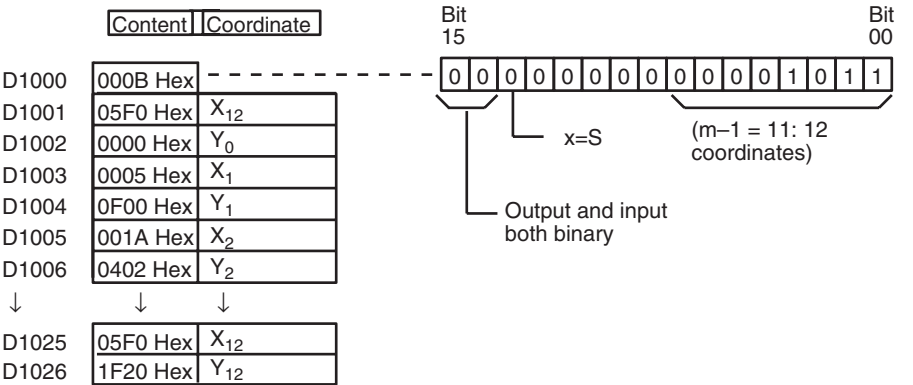 Content Coordinate
Bit 15 Bit 00
D1000 000B Hex 0 0 0 0 0 0 0 0 0 0 0 0 1 0 1 1
D1001 05F0 Hex X12
D1002 0000 Hex Y0
D1003 0005 Hex X1
D1004 0F00 Hex Y1
D1005 001A Hex X2
D1006 0402 Hex Y2
↓ ↓ ↓
D1025 05F0 Hex X12
D1026 1F20 Hex Y12
x=S
(m–1 = 11: 12
coordinates)
Output and input
both binary